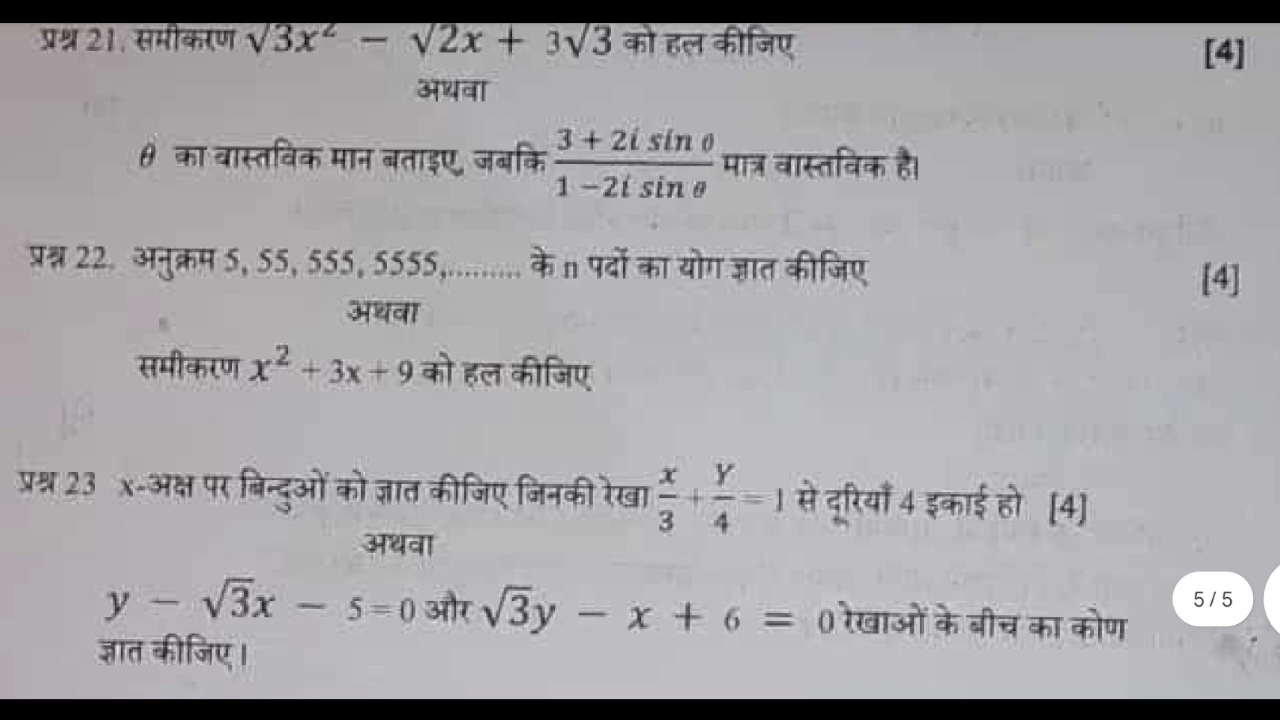 प्रश्न 21. समीकरण √3x² − √2x + 3√3 को हल कीजिए [4]
अथवा
θ का वास्तविक मान बताइए, जबकि (3 + 2i sin θ)/(1 −2i sin θ) मात्र वास्तविक है।
प्रश्न 22. अनुक्रम 5, 55, 555, 5555,......... के n पदों का योग ज्ञात कीजिए [4]
अथवा
समीकरण x² + 3x + 9 को हल कीजिए
प्रश्न 23 x-अक्ष पर बिन्दुओं को ज्ञात कीजिए जिनकी रेखा x/3 + Y/4 = 1 से दूरियाँ 4 इकाई हो [4]
अथवा
y − √3x − 5 = 0 और √3y − x + 6 = 0 रेखाओं के बीच का कोण
ज्ञात कीजिए।
5 / 5